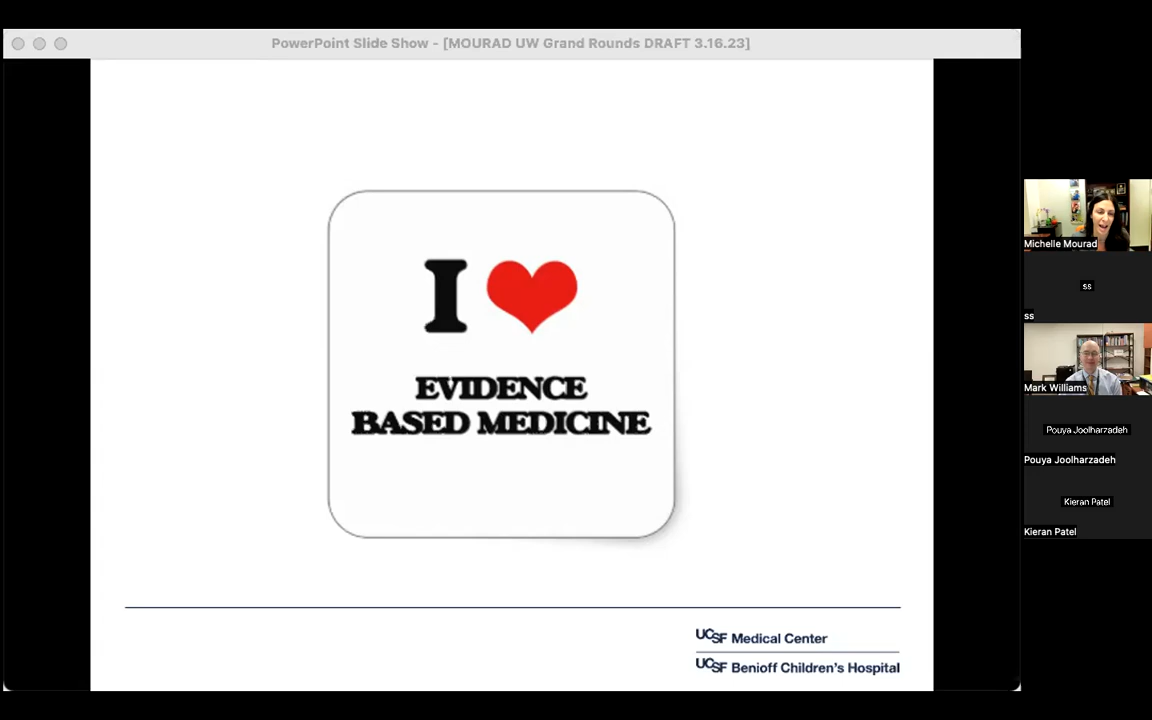 PowerPoint Slide Show - [MOURAD UW Grand Rounds DRAFT 3.16.23]
I
EVIDENCE
BASED MEDICINE
UCSF Medical Center
UCSF Benioff Children's Hospital
Michelle Mourad
ss
ss
Mark Williams
Pouya Joolharzadeh
Pouya Joolharzadeh
Kieran Patel
Kieran Patel